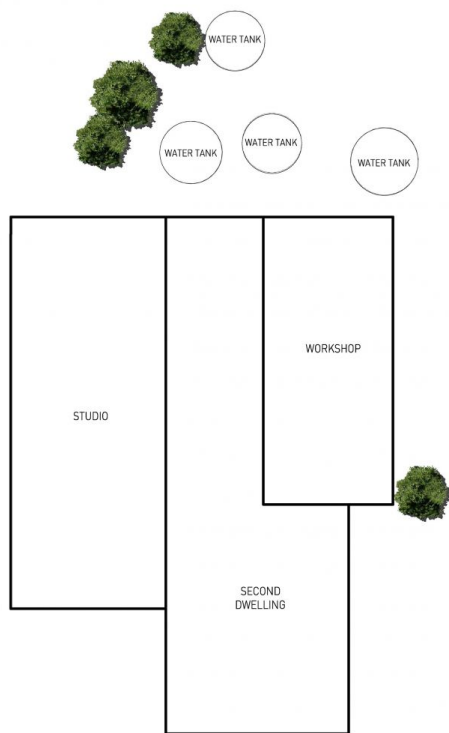 WATER TANK
WATER TANK
WATER TANK
WATER TANK
WORKSHOP
STUDIO
SECOND
DWELLING